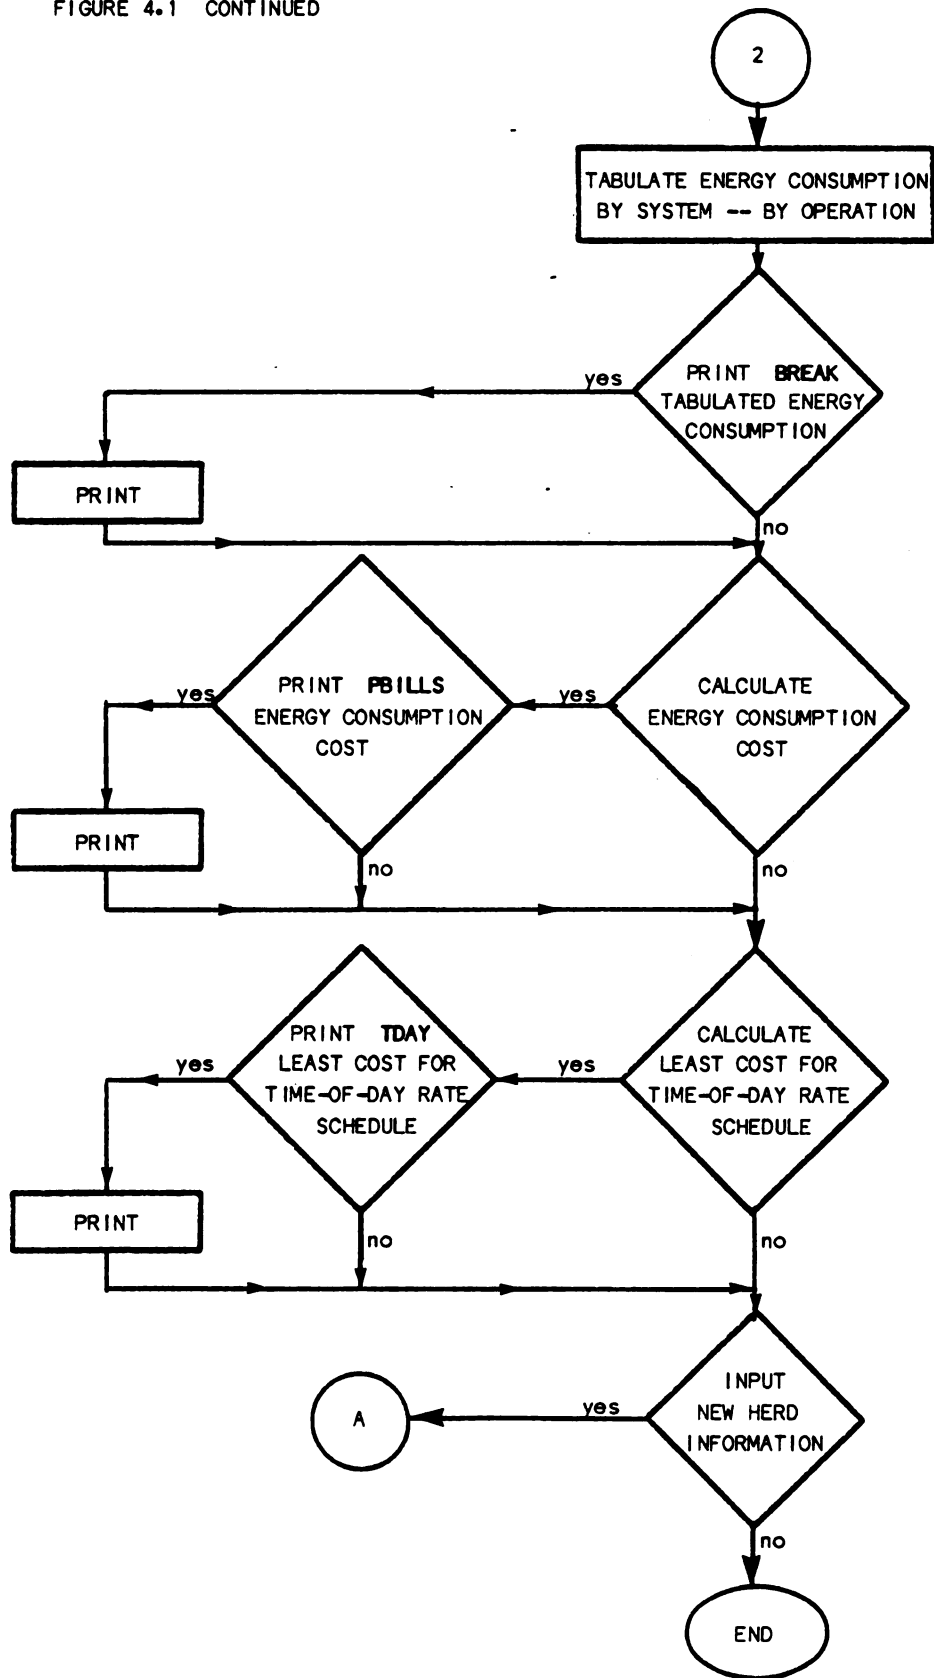 FIGURE 4.1 CONTINUED
2
TABULATE ENERGY CONSUMPTION
BY SYSTEM -- BY OPERATION
yes
PRINT BREAK
TABULATED ENERGY
CONSUMPTION
PRINT
no
yes
PRINT PBILLS
ENERGY CONSUMPTION
COST
yes
CALCULATE
ENERGY CONSUMPTION
COST
PRINT
no
no
yes
PRINT TDAY
LEAST COST FOR
TIME-OF-DAY RATE
SCHEDULE
yes
CALCULATE
LEAST COST FOR
TIME-OF-DAY RATE
SCHEDULE
PRINT
no
no
A
yes
INPUT
NEW HERD
INFORMATION
no
END